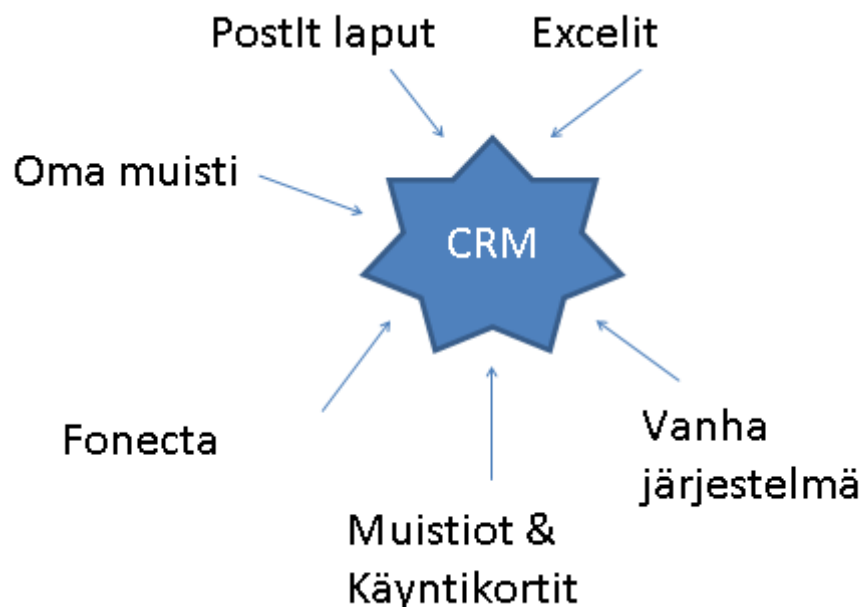 PostIt laput
Excelit
Oma muisti
CRM
Fonecta
Vanha
järjestelmä
Muistiot &
Käyntikortit